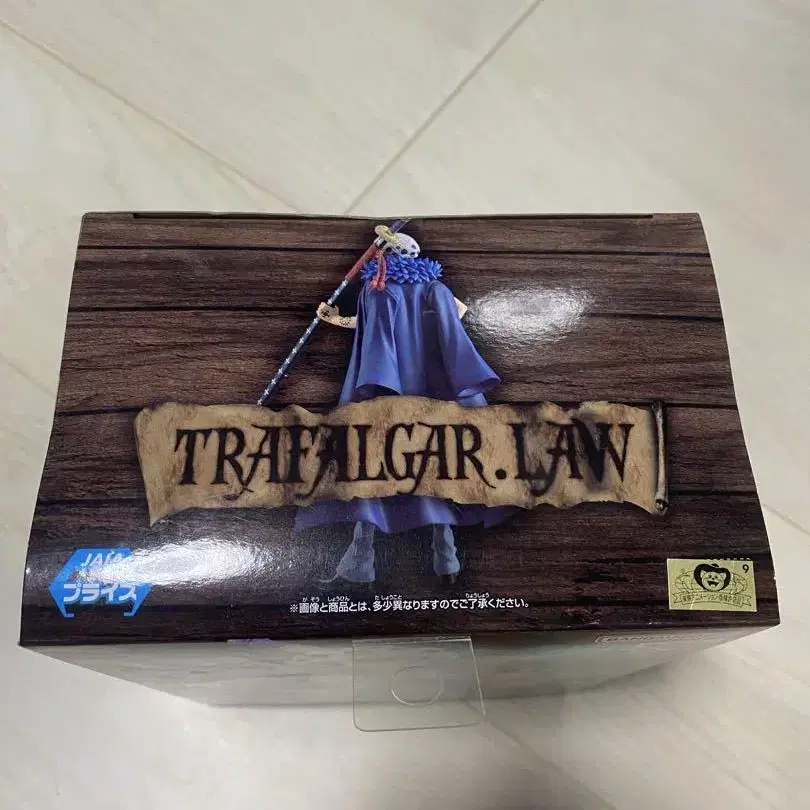 TRAFALGAR.LAW
プライズ
※画像と商品とは、多少異なりますのでご了承ください。
9